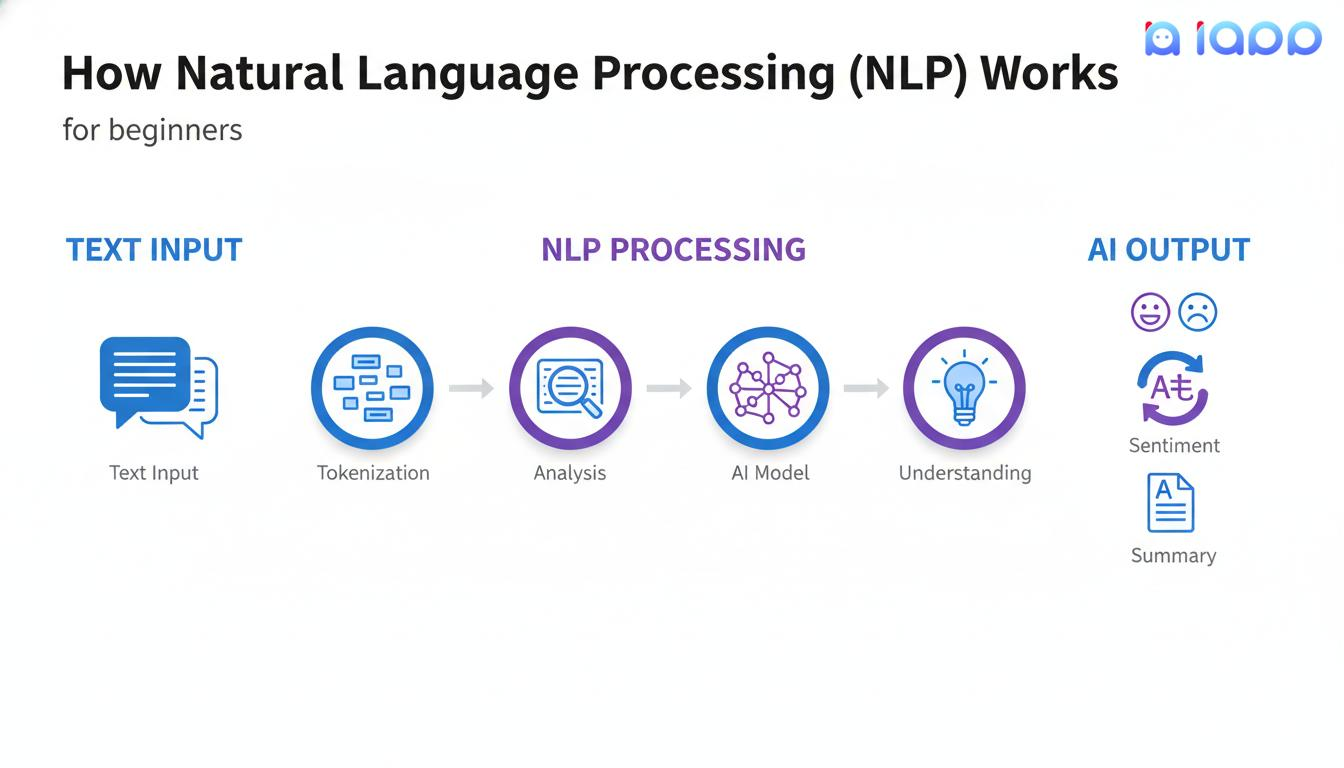 iapp
How Natural Language Processing (NLP) Works
for beginners
TEXT INPUT
NLP PROCESSING
AI OUTPUT
Text Input
Tokenization
Analysis
AI Model
Understanding
A
Sentiment
A
Summary